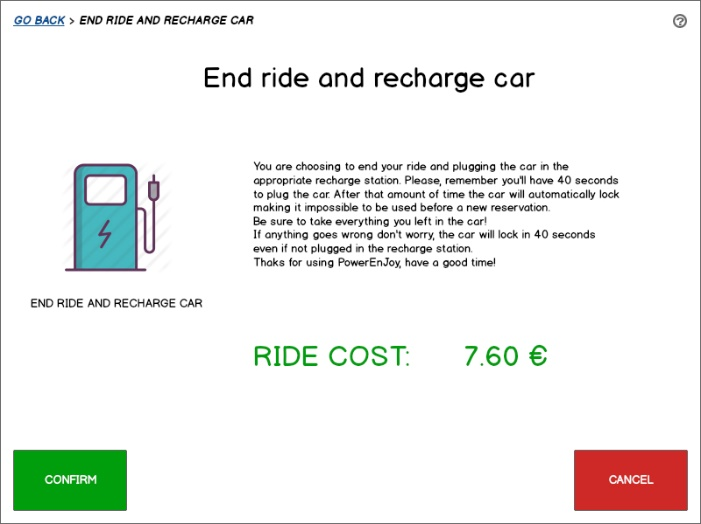 GO BACK > END RIDE AND RECHARGE CAR
?
End ride and recharge car
You are choosing to end your ride and plugging the car in the
appropriate recharge station. Please, remember you'll have 40 seconds
to plug the car. After that amount of time the car will automatically lock
making it impossible to be used before a new reservation.
Be sure to take everything you left in the car!
If anything goes wrong don't worry, the car will lock in 40 seconds
even if not plugged in the recharge station.
Thaks for using PowerEnJoy, have a good time!
END RIDE AND RECHARGE CAR
RIDE COST: 7.60 €
CONFIRM
CANCEL